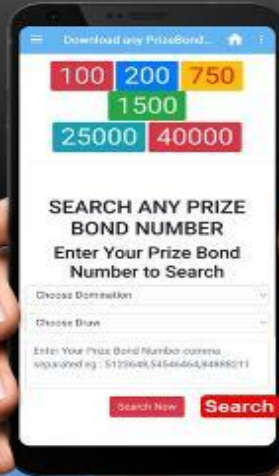 Download any PrizeBond...
100 200 750
1500
25000 40000
SEARCH ANY PRIZE
BOND NUMBER
Enter Your Prize Bond
Number to Search
Choose Domination
Choose Draw
Enter Your Prize Bond Number comma
separated eg : 5123648,54546464,84888211
Search Now Search